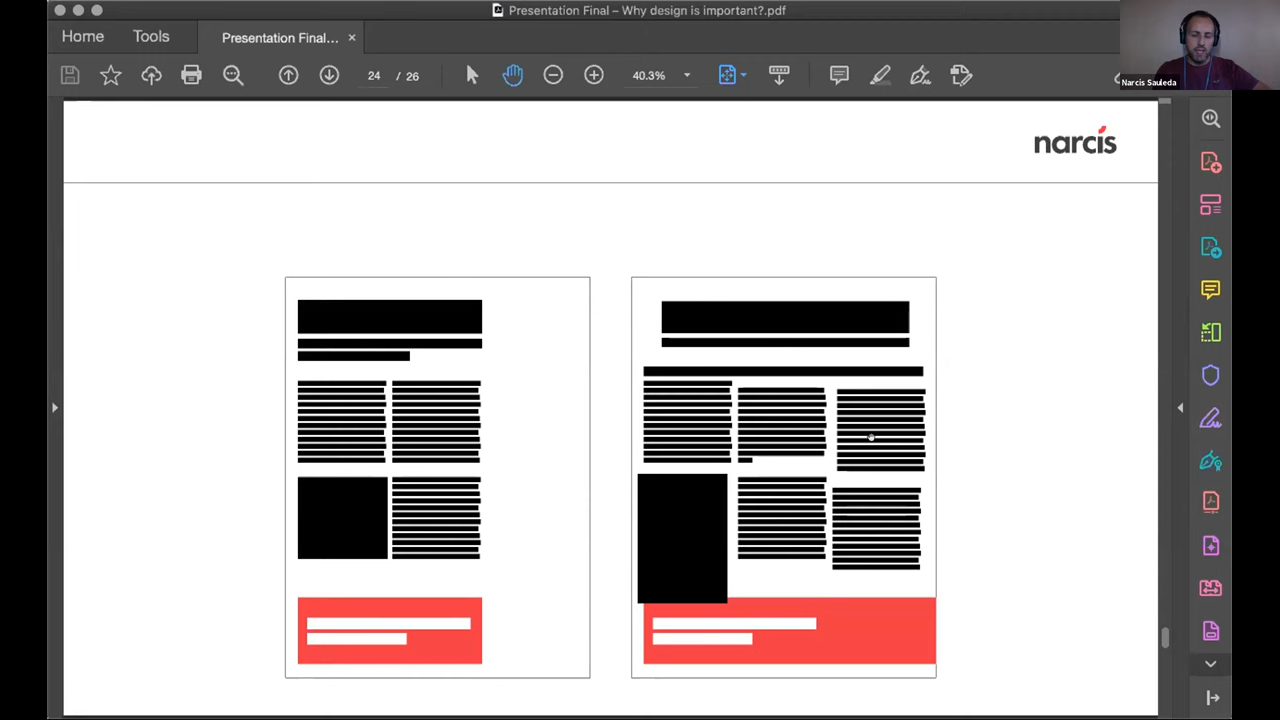 Presentation Final – Why design is important?.pdf
Home
Tools
Presentation Final...
24 / 26
40.3%
Narcis Sauleda
narcis